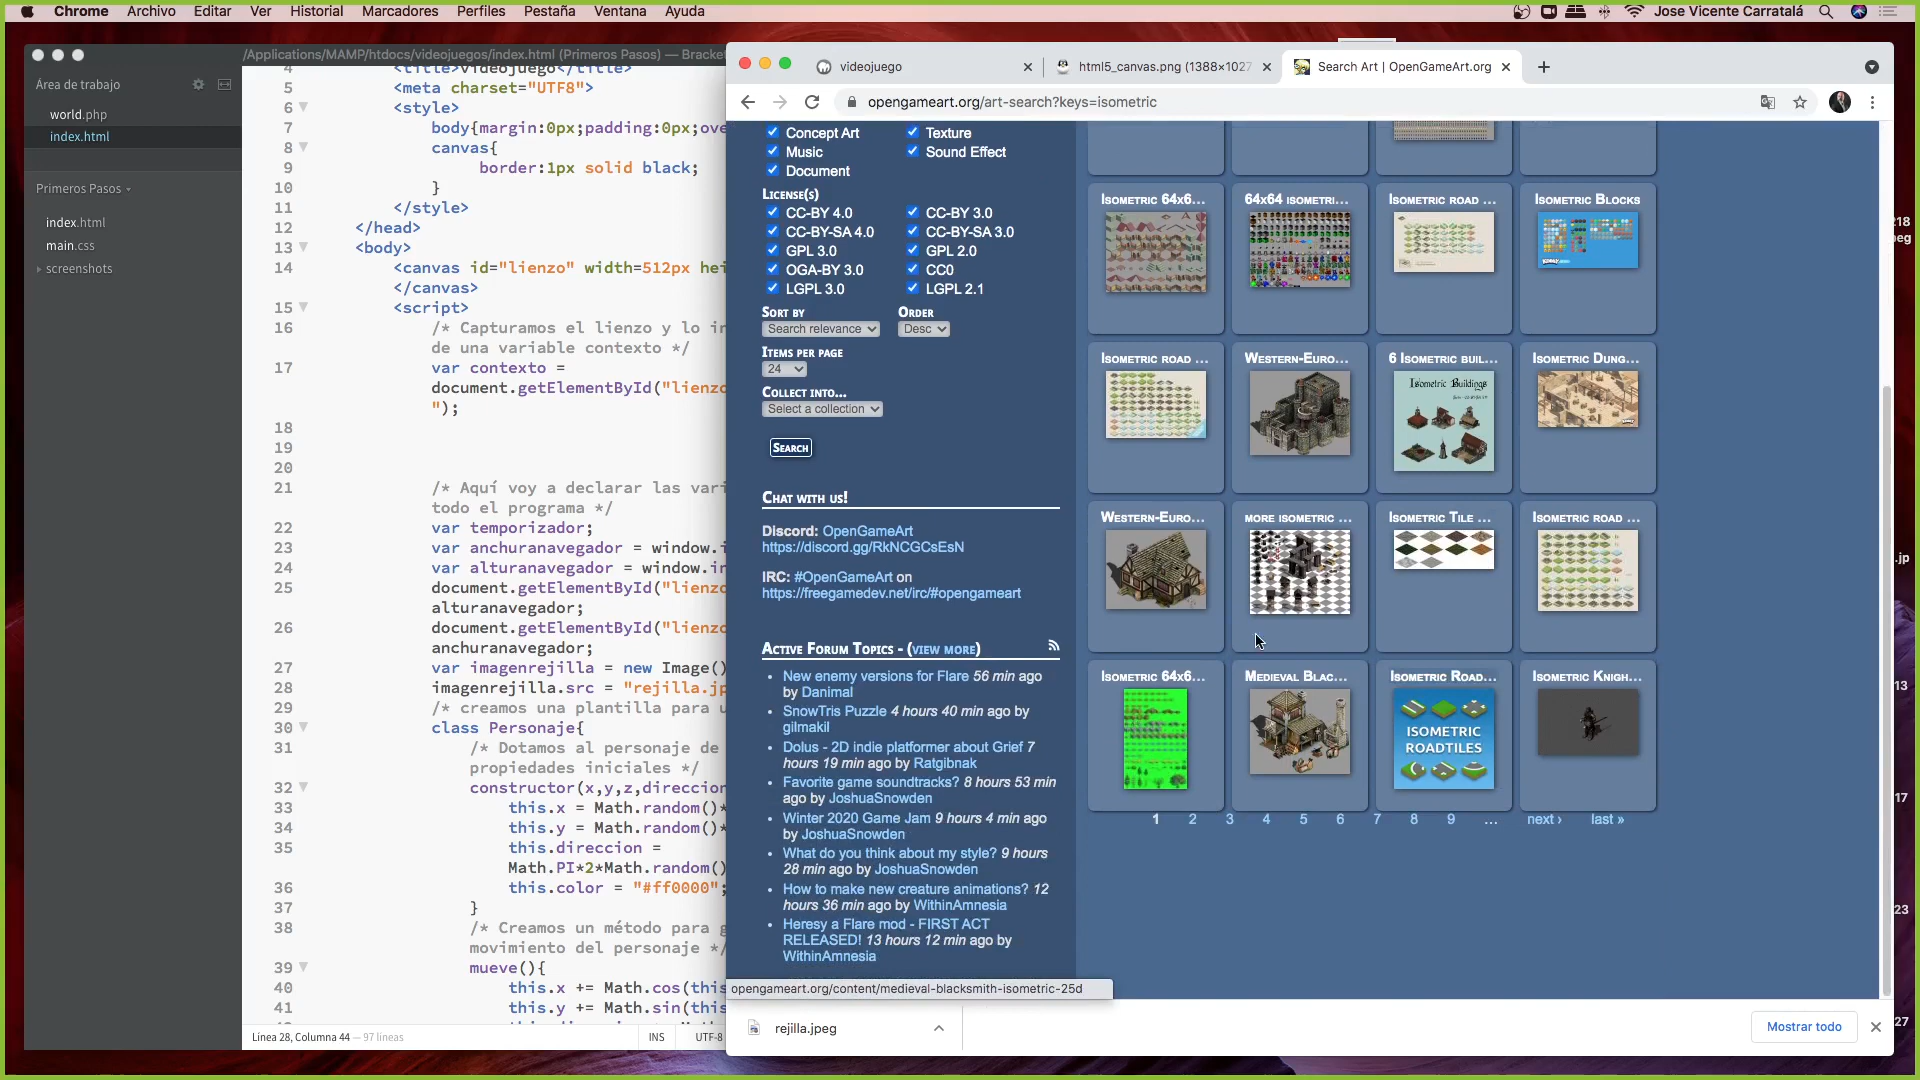 Chrome Archivo Editar Ver Historial Marcadores Perfiles Pestaña Ventana Ayuda
Jose Vicente Carratalá
/Applications/MAMP/htdocs/videojuegos/index.html (Primeros Pasos) — Bracket
Área de trabajo
world.php
index.html
Primeros Pasos
index.html
main.css
screenshots
4 <title>videojuego</title>
5 <meta charset="UTF8">
6 <style>
7 body{margin:0px;padding:0px;ove
8 canvas{
9 border:1px solid black;
10 }
11 </style>
12 </head>
13 <body>
14 <canvas id="lienzo" width=512px hei
</canvas>
15 <script>
16 /* Capturamos el lienzo y lo in
de una variable contexto */
17 var contexto =
document.getElementById("lienzo
");
18
19
20
21 /* Aquí voy a declarar las vari
todo el programa */
22 var temporizador;
23 var anchuranavegador = window.i
24 var alturanavegador = window.in
25 document.getElementById("lienzo
alturanavegador;
26 document.getElementById("lienzo
anchuranavegador;
27 var imagenrejilla = new Image()
28 imagenrejilla.src = "rejilla.jp
29 /* creamos una plantilla para u
30 class Personaje{
31 /* Dotamos al personaje de
propiedades iniciales */
32 constructor(x,y,z,direccion
33 this.x = Math.random()*
34 this.y = Math.random()*
35 this.direccion =
Math.PI*2*Math.random()
36 this.color = "#ff0000";
37 }
38 /* Creamos un método para g
movimiento del personaje */
39 mueve(){
40 this.x += Math.cos(this
41 this.y += Math.sin(this
Línea 28, Columna 44 — 97 líneas
INS
UTF-8
videojuego
html5_canvas.png (1388×1027
Search Art | OpenGameArt.org
opengameart.org/art-search?keys=isometric
Concept Art Texture
Music Sound Effect
Document
License(s)
CC-BY 4.0 CC-BY 3.0
CC-BY-SA 4.0 CC-BY-SA 3.0
GPL 3.0 GPL 2.0
OGA-BY 3.0 CC0
LGPL 3.0 LGPL 2.1
Sort by Order
Search relevance Desc
Items per page
24
Collect into...
Select a collection
Search
Chat with us!
Discord: OpenGameArt
https://discord.gg/RkNCGCsEsN
IRC: #OpenGameArt on
https://freegamedev.net/irc/#opengameart
Active Forum Topics - (view more)
New enemy versions for Flare 56 min ago
by Danimal
SnowTris Puzzle 4 hours 40 min ago by
gilmakil
Dolus - 2D indie platformer about Grief 7
hours 19 min ago by Ratgibnak
Favorite game soundtracks? 8 hours 53 min
ago by JoshuaSnowden
Winter 2020 Game Jam 9 hours 4 min ago
by JoshuaSnowden
What do you think about my style? 9 hours
28 min ago by JoshuaSnowden
How to make new creature animations? 12
hours 36 min ago by WithinAmnesia
Heresy a Flare mod - FIRST ACT
RELEASED! 13 hours 12 min ago by
WithinAmnesia
Isometric 64x6... 64x64 isometri... Isometric road ... Isometric Blocks
Isometric road ... Western-Euro... 6 Isometric buil... Isometric Dung...
Isometric Buildings
Western-Euro... more isometric ... Isometric Tile ... Isometric road ...
Isometric 64x6... Medieval Blac... Isometric Road... Isometric Knigh...
ISOMETRIC
ROADTILES
1 2 3 4 5 6 7 8 9 ... next › last »
opengameart.org/content/medieval-blacksmith-isometric-25d
rejilla.jpeg
Mostrar todo
218
peg
.jp
13
17
23
27